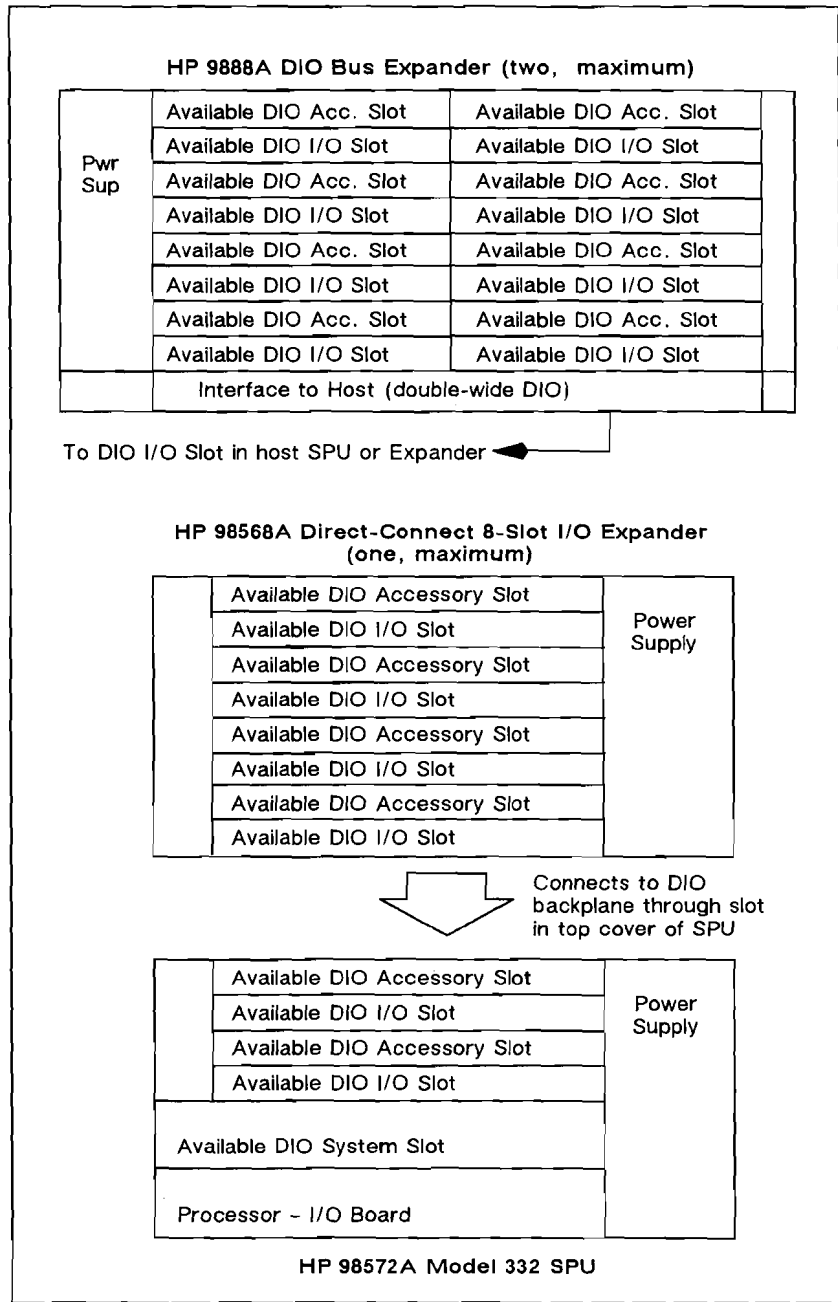 HP 9888A DIO Bus Expander (two, maximum)
Pwr
Sup
Available DIO Acc. Slot Available DIO Acc. Slot
Available DIO I/O Slot Available DIO I/O Slot
Available DIO Acc. Slot Available DIO Acc. Slot
Available DIO I/O Slot Available DIO I/O Slot
Available DIO Acc. Slot Available DIO Acc. Slot
Available DIO I/O Slot Available DIO I/O Slot
Available DIO Acc. Slot Available DIO Acc. Slot
Available DIO I/O Slot Available DIO I/O Slot
Interface to Host (double-wide DIO)
To DIO I/O Slot in host SPU or Expander
HP 98568A Direct-Connect 8-Slot I/O Expander
(one, maximum)
Available DIO Accessory Slot
Available DIO I/O Slot
Available DIO Accessory Slot
Available DIO I/O Slot
Available DIO Accessory Slot
Available DIO I/O Slot
Available DIO Accessory Slot
Available DIO I/O Slot
Power
Supply
Connects to DIO
backplane through slot
in top cover of SPU
Available DIO Accessory Slot
Available DIO I/O Slot
Available DIO Accessory Slot
Available DIO I/O Slot
Available DIO System Slot
Processor - I/O Board
Power
Supply
HP 98572A Model 332 SPU